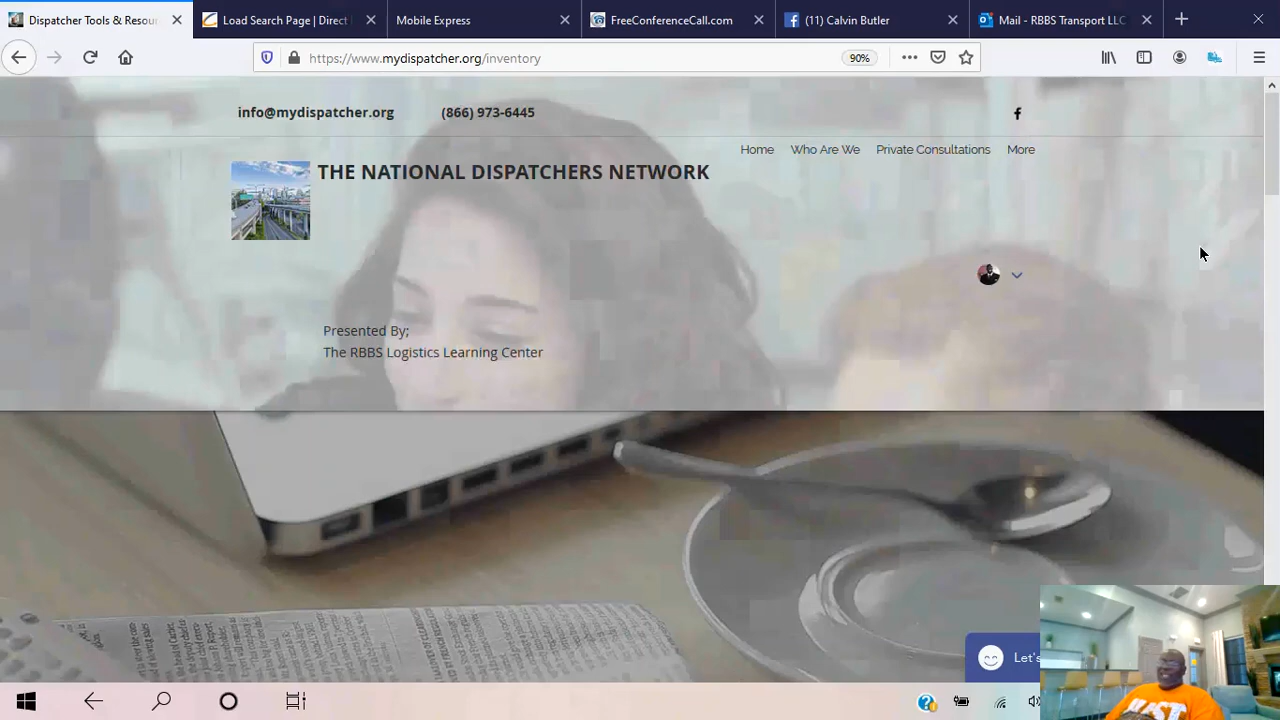 Dispatcher Tools & Resou
Load Search Page | Direct
Mobile Express
FreeConferenceCall.com
(11) Calvin Butler
Mail - RBBS Transport LLC
https://www.mydispatcher.org/inventory
90%
info@mydispatcher.org
(866) 973-6445
Home
Who Are We
Private Consultations
More
THE NATIONAL DISPATCHERS NETWORK
Presented By;
The RBBS Logistics Learning Center
Let's
JUST